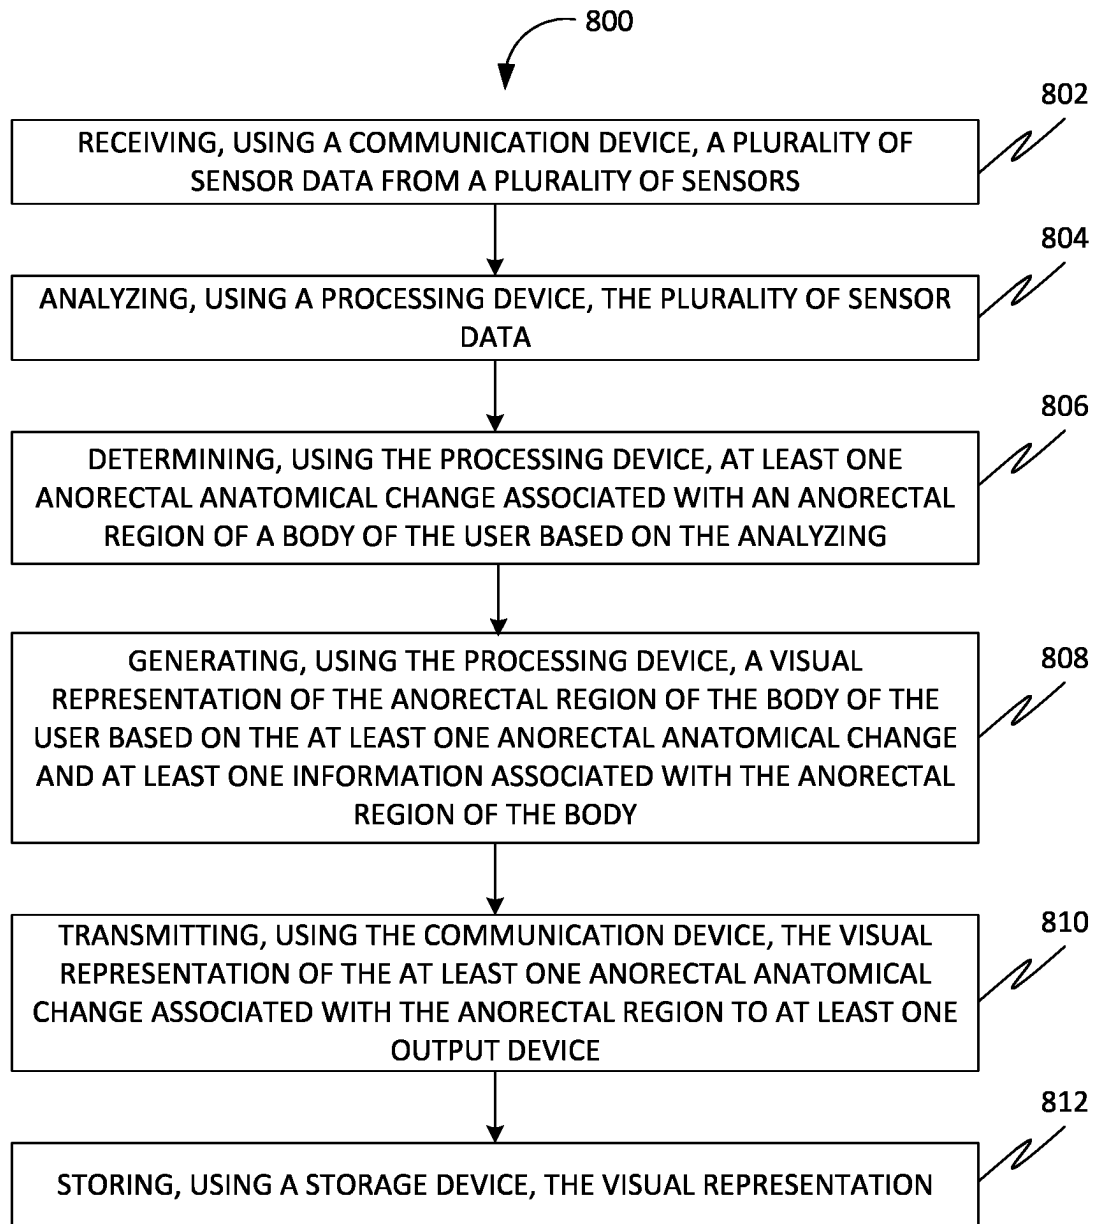 800
802
RECEIVING, USING A COMMUNICATION DEVICE, A PLURALITY OF
SENSOR DATA FROM A PLURALITY OF SENSORS
804
ANALYZING, USING A PROCESSING DEVICE, THE PLURALITY OF SENSOR
DATA
806
DETERMINING, USING THE PROCESSING DEVICE, AT LEAST ONE
ANORECTAL ANATOMICAL CHANGE ASSOCIATED WITH AN ANORECTAL
REGION OF A BODY OF THE USER BASED ON THE ANALYZING
808
GENERATING, USING THE PROCESSING DEVICE, A VISUAL
REPRESENTATION OF THE ANORECTAL REGION OF THE BODY OF THE
USER BASED ON THE AT LEAST ONE ANORECTAL ANATOMICAL CHANGE
AND AT LEAST ONE INFORMATION ASSOCIATED WITH THE ANORECTAL
REGION OF THE BODY
810
TRANSMITTING, USING THE COMMUNICATION DEVICE, THE VISUAL
REPRESENTATION OF THE AT LEAST ONE ANORECTAL ANATOMICAL
CHANGE ASSOCIATED WITH THE ANORECTAL REGION TO AT LEAST ONE
OUTPUT DEVICE
812
STORING, USING A STORAGE DEVICE, THE VISUAL REPRESENTATION